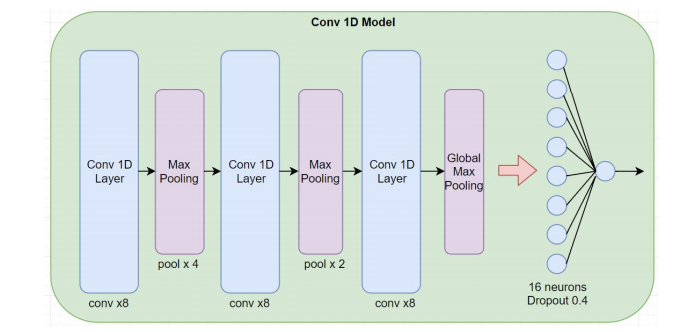 Conv 1D Model
Conv 1D
Layer
Max
Pooling
Conv 1D
Layer
Max
Pooling
Conv 1D
Layer
Global
Max
Pooling
pool x 4
pool x 2
conv x8
conv x8
conv x8
16 neurons
Dropout 0.4